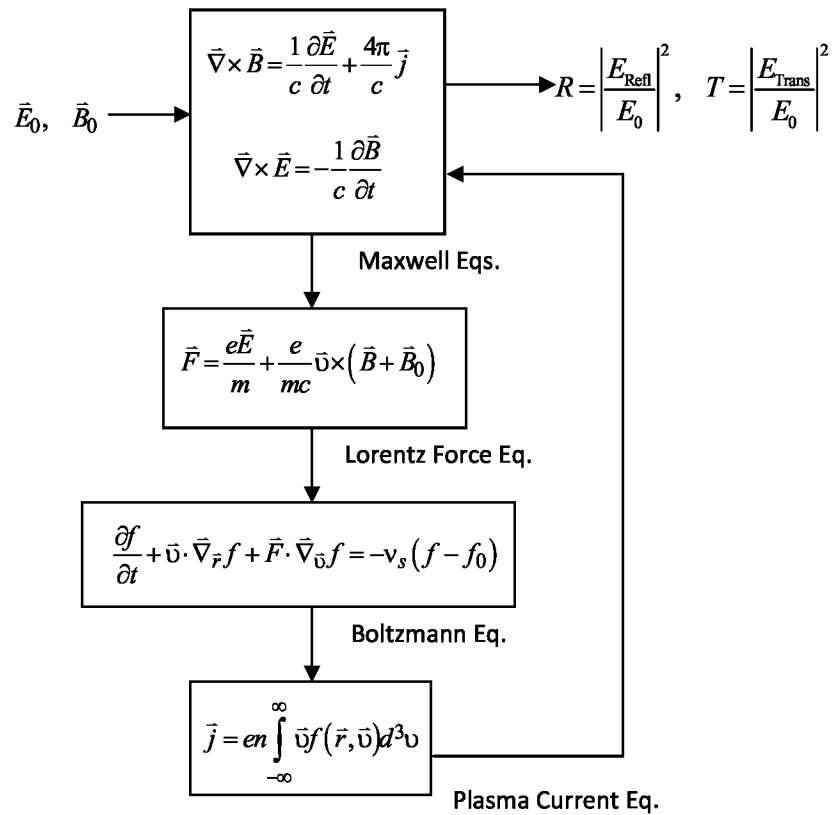 ∇⃗ × B⃗ = (1/c) ∂E⃗/∂t + (4π/c) j⃗
∇⃗ × E⃗ = −(1/c) ∂B⃗/∂t
E⃗₀, B⃗₀
R = |E_Refl/E₀|², T = |E_Trans/E₀|²
Maxwell Eqs.
F⃗ = eE⃗/m + (e/mc) υ⃗ × (B⃗ + B⃗₀)
Lorentz Force Eq.
∂f/∂t + υ⃗ · ∇⃗_r⃗ f + F⃗ · ∇⃗_υ⃗ f = −ν_s (f − f₀)
Boltzmann Eq.
j⃗ = en ∫_{−∞}^{∞} υ⃗ f(r⃗, υ⃗) d³υ
Plasma Current Eq.